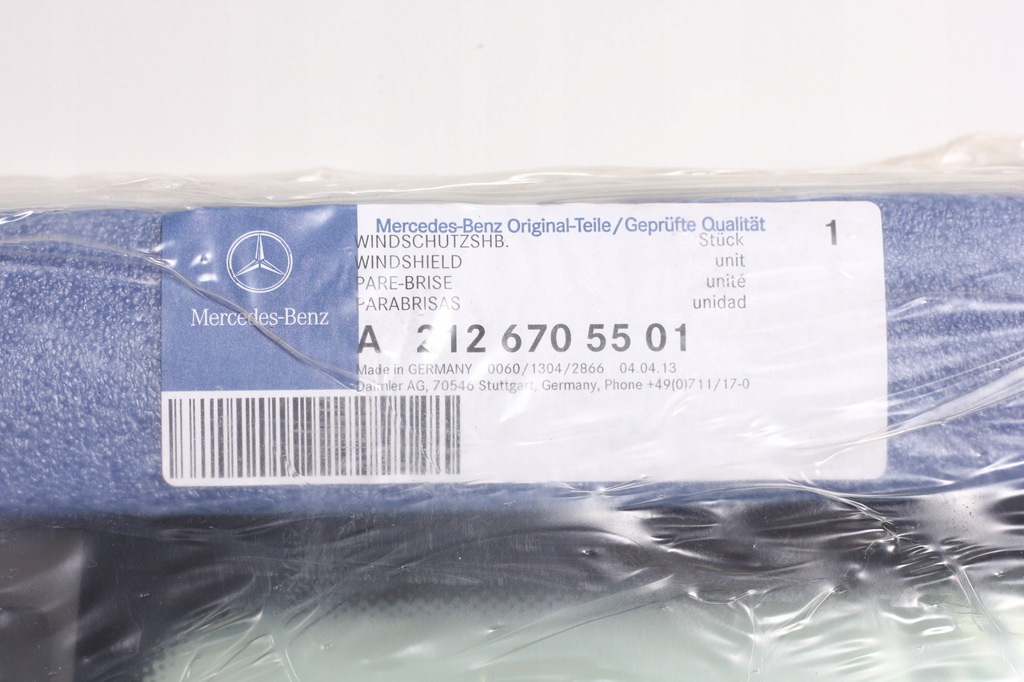 Mercedes-Benz
Mercedes-Benz Original-Teile/Geprüfte Qualität
WINDSCHUTZSHB. Stück 1
WINDSHIELD unit
PARE-BRISE unité
PARABRISAS unidad
A 212 670 55 01
Made in GERMANY 0060/1304/2866 04.04.13
Daimler AG, 70546 Stuttgart, Germany, Phone +49(0)711/17-0